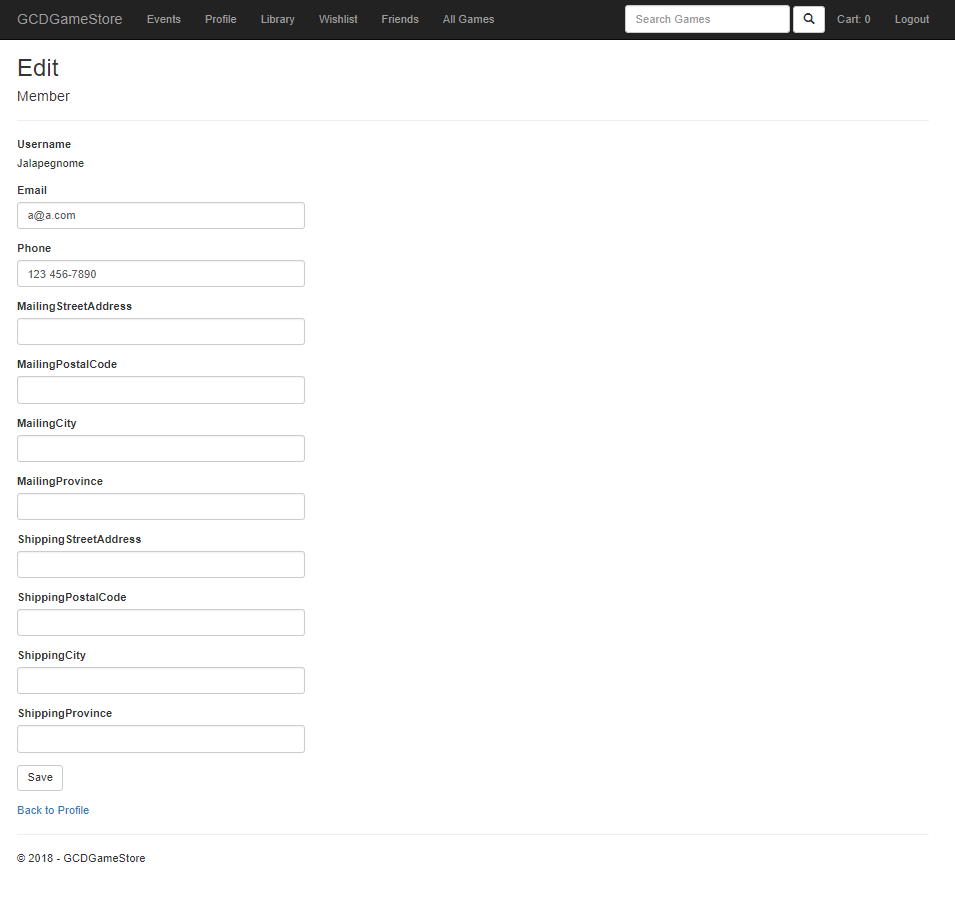 GCDGameStore Events Profile Library Wishlist Friends All Games Search Games Cart: 0 Logout
Edit
Member
Username
Jalapegnome
Email
a@a.com
Phone
123 456-7890
MailingStreetAddress
MailingPostalCode
MailingCity
MailingProvince
ShippingStreetAddress
ShippingPostalCode
ShippingCity
ShippingProvince
Save
Back to Profile
© 2018 - GCDGameStore